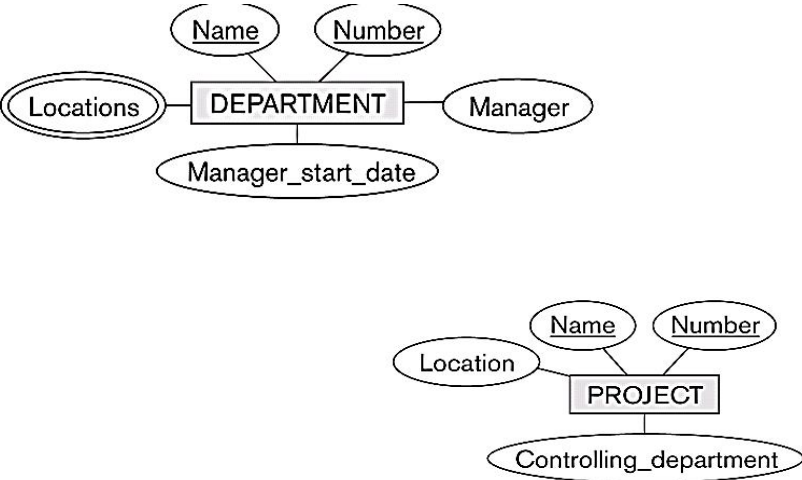 Name
Number
Locations
DEPARTMENT
Manager
Manager_start_date
Name
Number
Location
PROJECT
Controlling_department